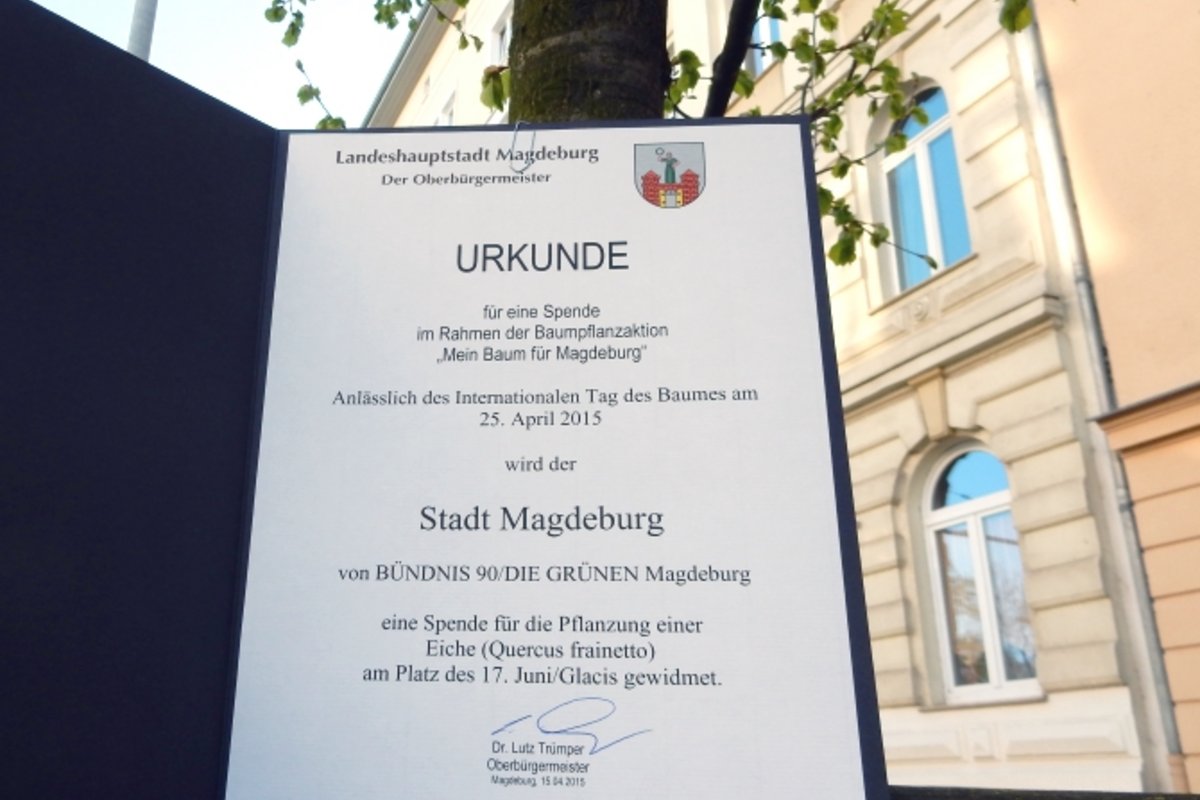 Landeshauptstadt Magdeburg
Der Oberbürgermeister
URKUNDE
für eine Spende
im Rahmen der Baumpflanzaktion
„Mein Baum für Magdeburg“
Anlässlich des Internationalen Tag des Baumes am
25. April 2015
wird der
Stadt Magdeburg
von BÜNDNIS 90/DIE GRÜNEN Magdeburg
eine Spende für die Pflanzung einer
Eiche (Quercus frainetto)
am Platz des 17. Juni/Glacis gewidmet.
Dr. Lutz Trümper
Oberbürgermeister
Magdeburg, 15.04.2015